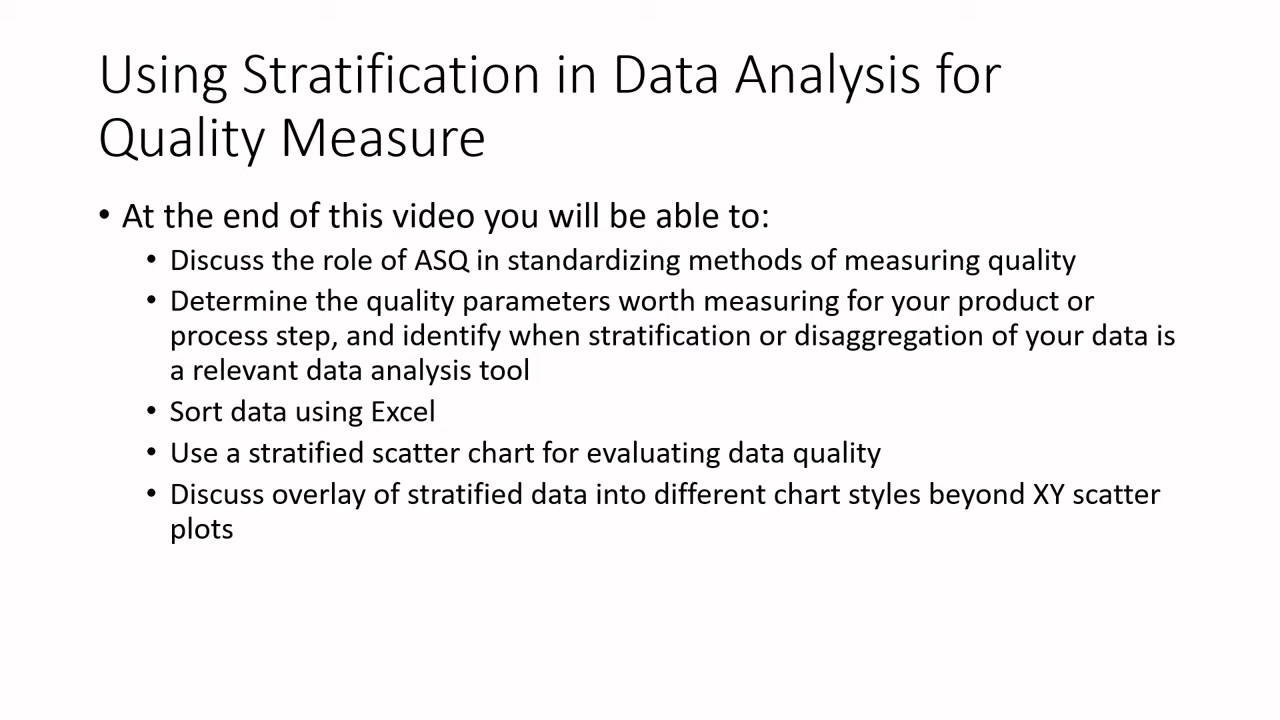 Using Stratification in Data Analysis for
Quality Measure
• At the end of this video you will be able to:
• Discuss the role of ASQ in standardizing methods of measuring quality
• Determine the quality parameters worth measuring for your product or
process step, and identify when stratification or disaggregation of your data is
a relevant data analysis tool
• Sort data using Excel
• Use a stratified scatter chart for evaluating data quality
• Discuss overlay of stratified data into different chart styles beyond XY scatter
plots